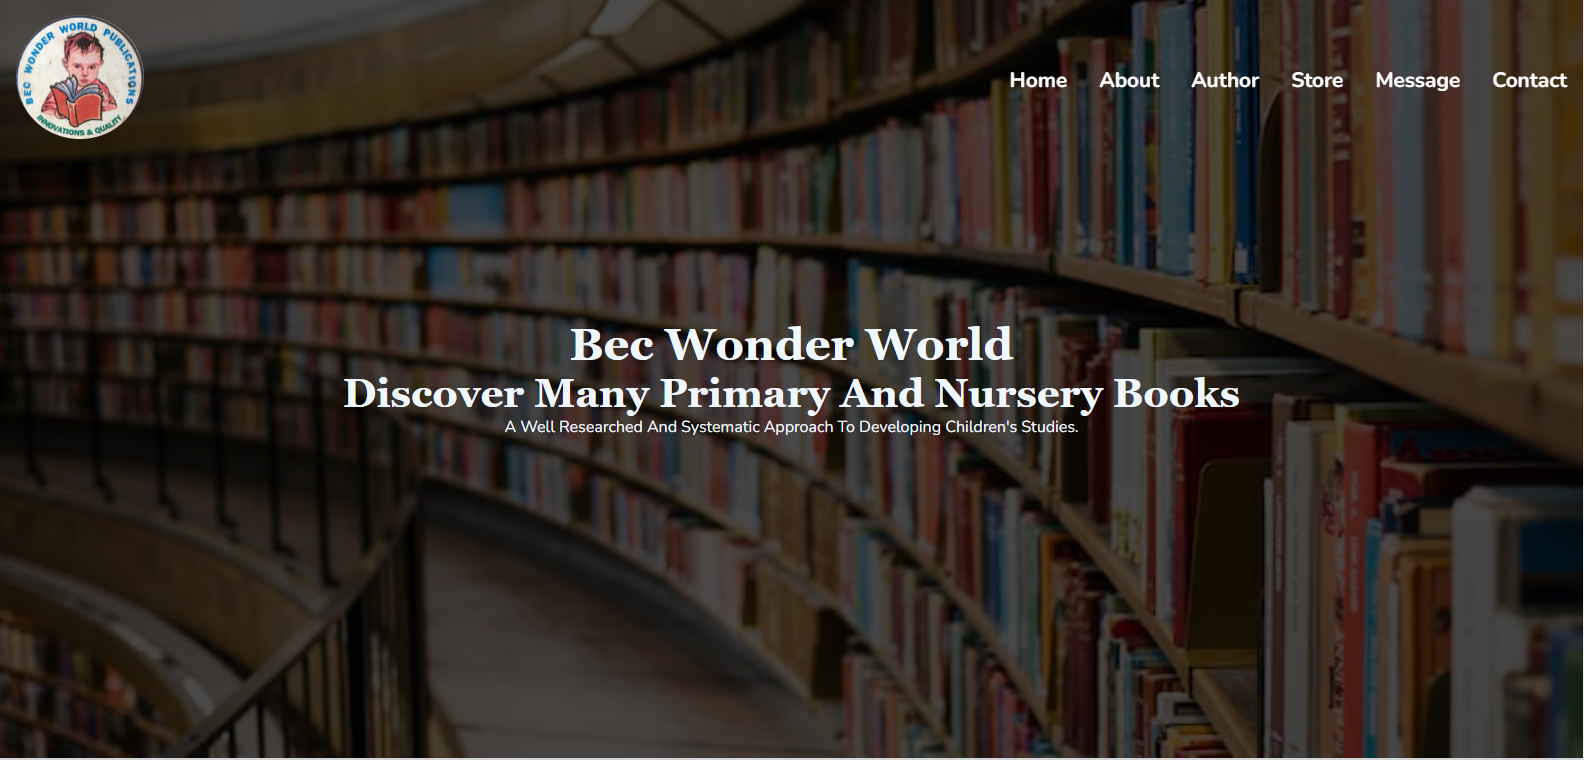 BEC WONDER WORLD PUBLICATIONS
INNOVATIONS & QUALITY
Home About Author Store Message Contact
Bec Wonder World
Discover Many Primary And Nursery Books
A Well Researched And Systematic Approach To Developing Children's Studies.